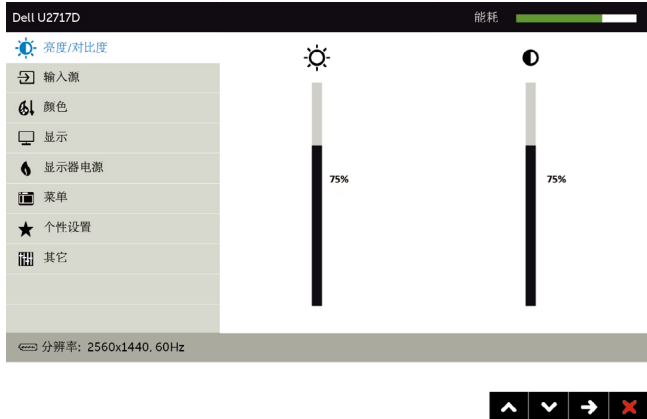 Dell U2717D
能耗
亮度/对比度
输入源
颜色
显示
显示器电源
菜单
个性设置
其它
75%
75%
分辨率: 2560x1440, 60Hz